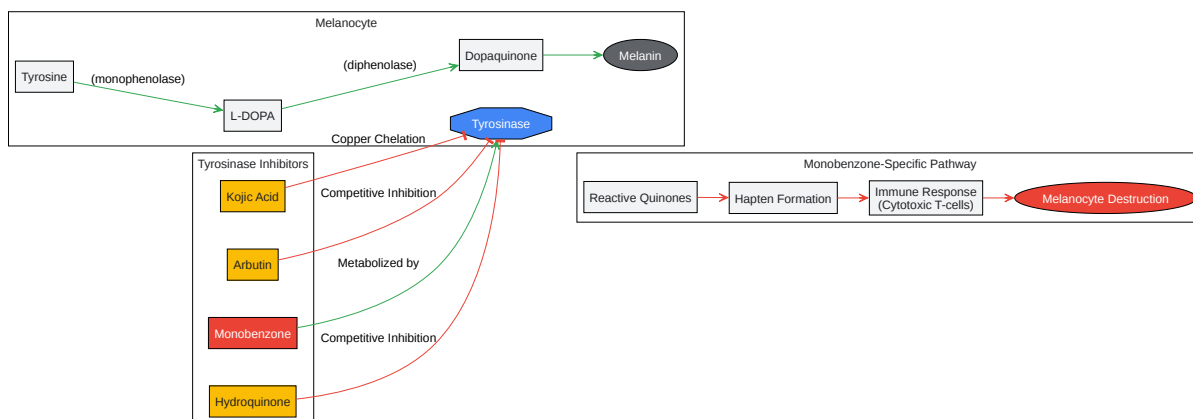 Melanocyte
Tyrosine
(monophenolase)
L-DOPA
(diphenolase)
Dopaquinone
Melanin
Tyrosinase
Copper Chelation
Tyrosinase Inhibitors
Kojic Acid
Competitive Inhibition
Arbutin
Metabolized by
Monobenzone
Competitive Inhibition
Hydroquinone
Monobenzone-Specific Pathway
Reactive Quinones
Hapten Formation
Immune Response
(Cytotoxic T-cells)
Melanocyte Destruction